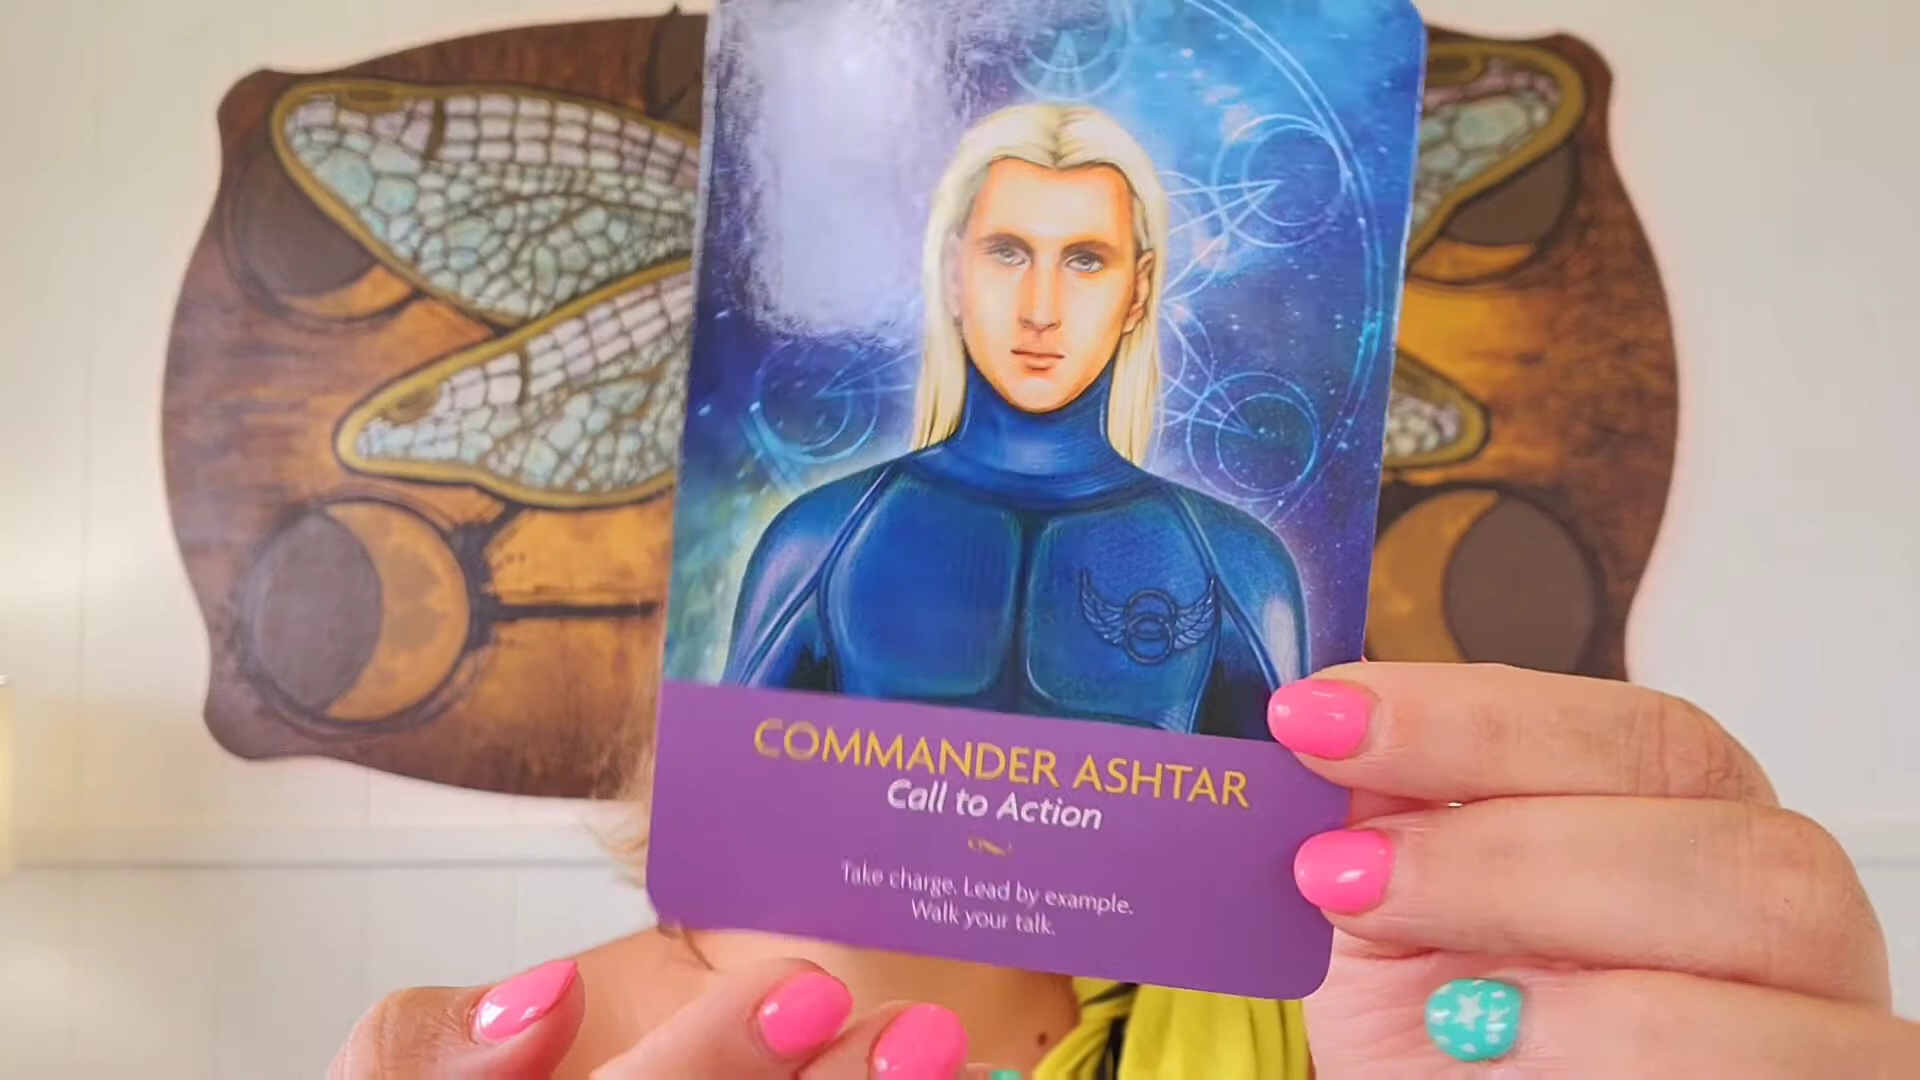 COMMANDER ASHTAR
Call to Action
Take charge. Lead by example.
Walk your talk.